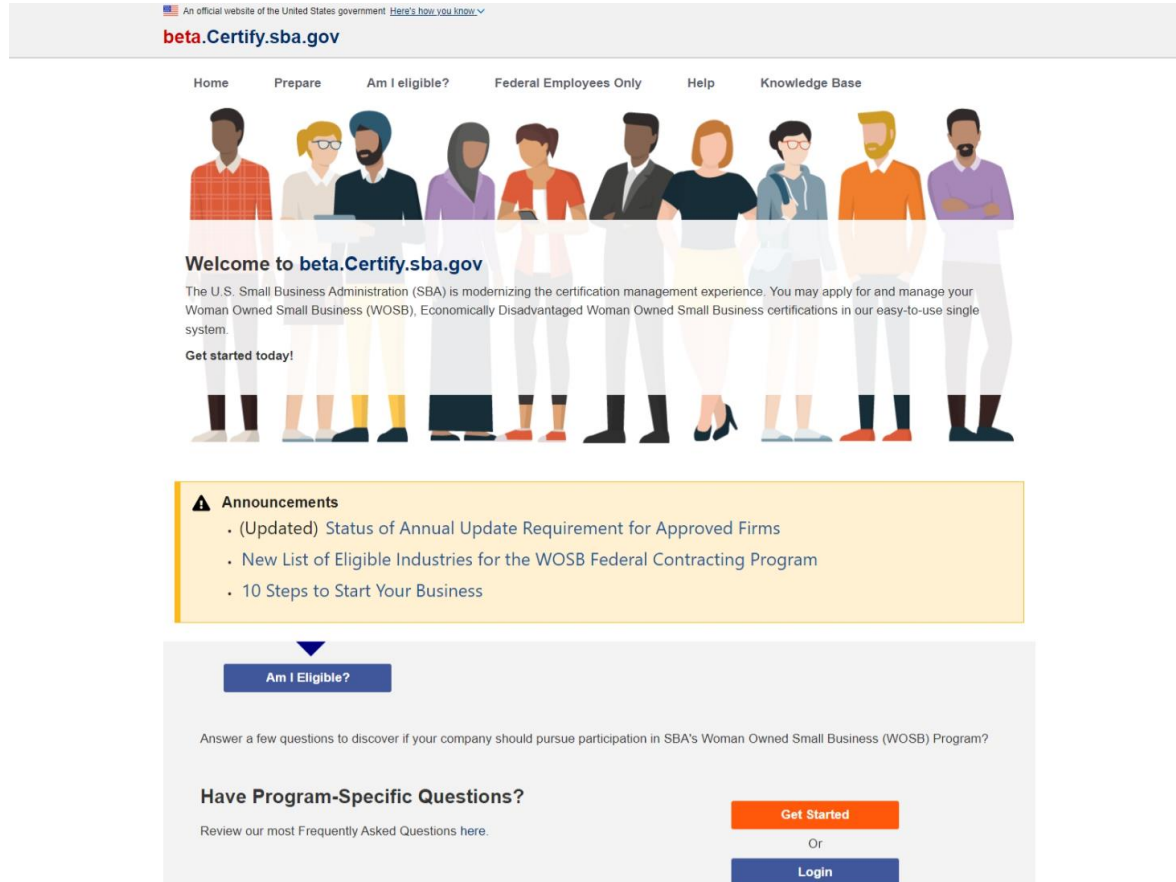 An official website of the United States government Here's how you know
beta.Certify.sba.gov
Home Prepare Am I eligible? Federal Employees Only Help Knowledge Base
Welcome to beta.Certify.sba.gov
The U.S. Small Business Administration (SBA) is modernizing the certification management experience. You may apply for and manage your
Woman Owned Small Business (WOSB), Economically Disadvantaged Woman Owned Small Business certifications in our easy-to-use single
system.
Get started today!
Announcements
• (Updated) Status of Annual Update Requirement for Approved Firms
• New List of Eligible Industries for the WOSB Federal Contracting Program
• 10 Steps to Start Your Business
Am I Eligible?
Answer a few questions to discover if your company should pursue participation in SBA's Woman Owned Small Business (WOSB) Program?
Have Program-Specific Questions?
Review our most Frequently Asked Questions here.
Get Started
Or
Login